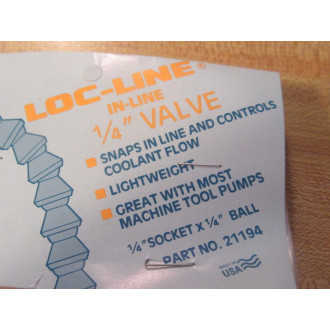 LOC-LINE®
IN-LINE
1/4" VALVE
SNAPS IN LINE AND CONTROLS
COOLANT FLOW
LIGHTWEIGHT
GREAT WITH MOST
MACHINE TOOL PUMPS
1/4" SOCKET x 1/4" BALL
PART NO. 21194
MADE IN
USA